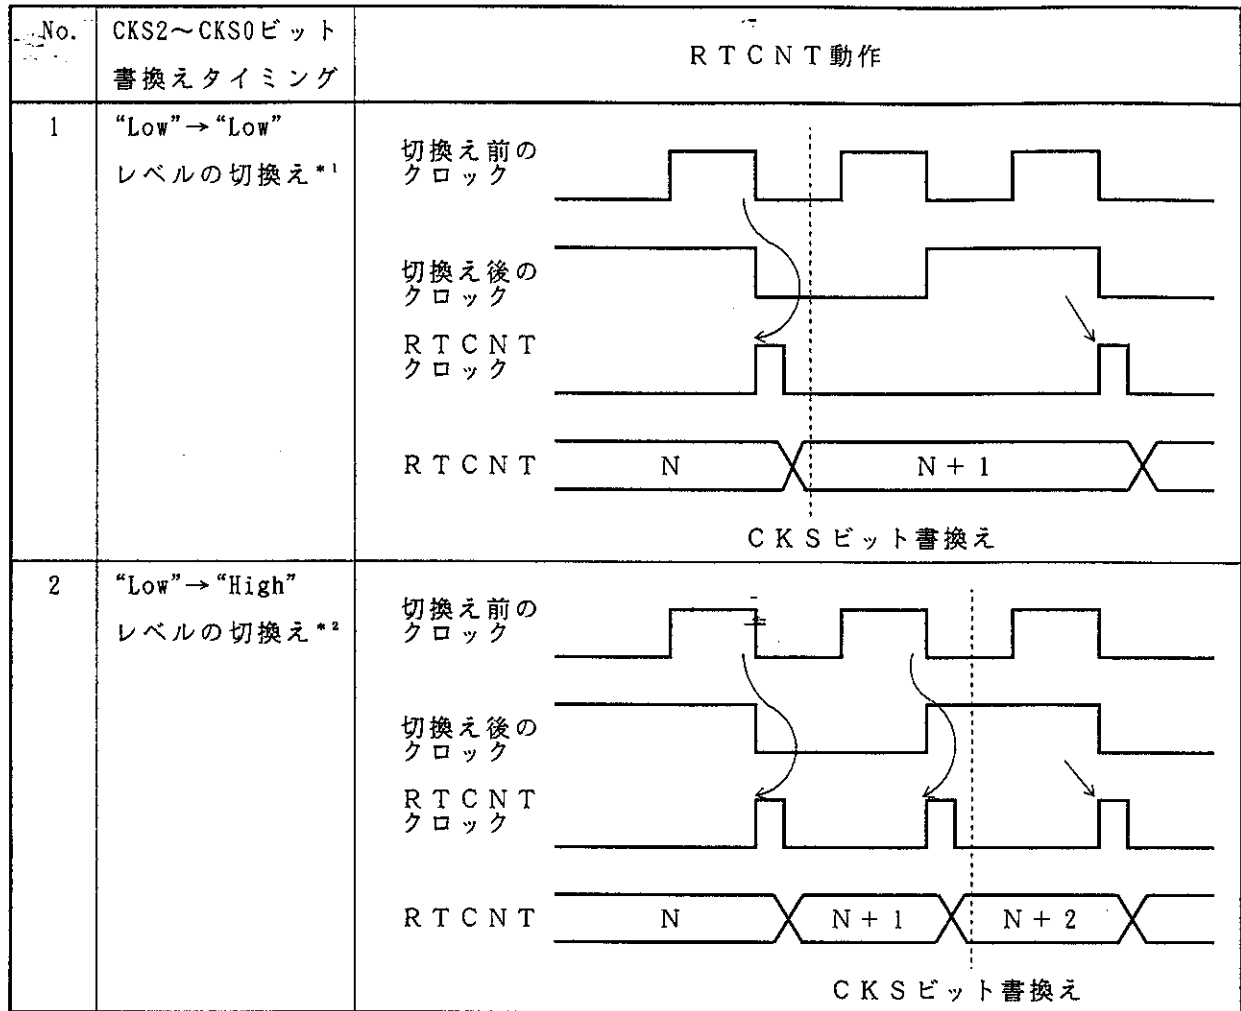 No.
CKS2～CKS0ビット
書換えタイミング
RTCNT動作
1
“Low”→“Low”
レベルの切換え*1
切換え前の
クロック
切換え後の
クロック
RTCNT
クロック
RTCNT
N
N+1
CKSビット書換え
2
“Low”→“High”
レベルの切換え*2
切換え前の
クロック
切換え後の
クロック
RTCNT
クロック
RTCNT
N
N+1
N+2
CKSビット書換え